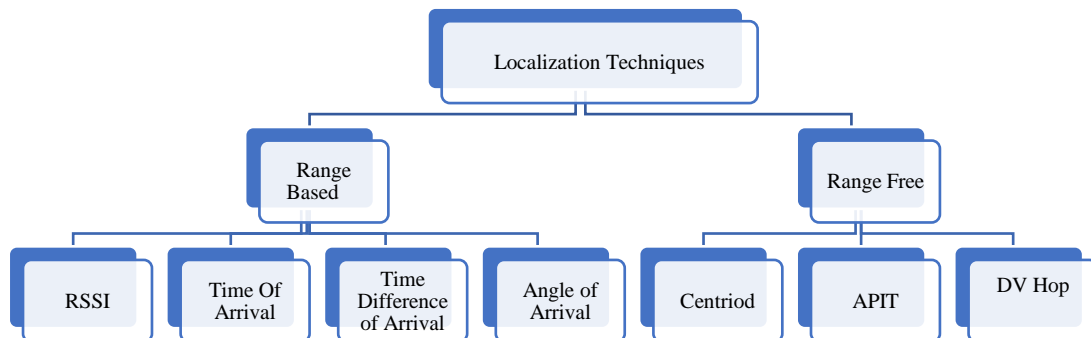 Localization Techniques
Range
Based
Range Free
RSSI
Time Of
Arrival
Time
Difference
of Arrival
Angle of
Arrival
Centriod
APIT
DV Hop